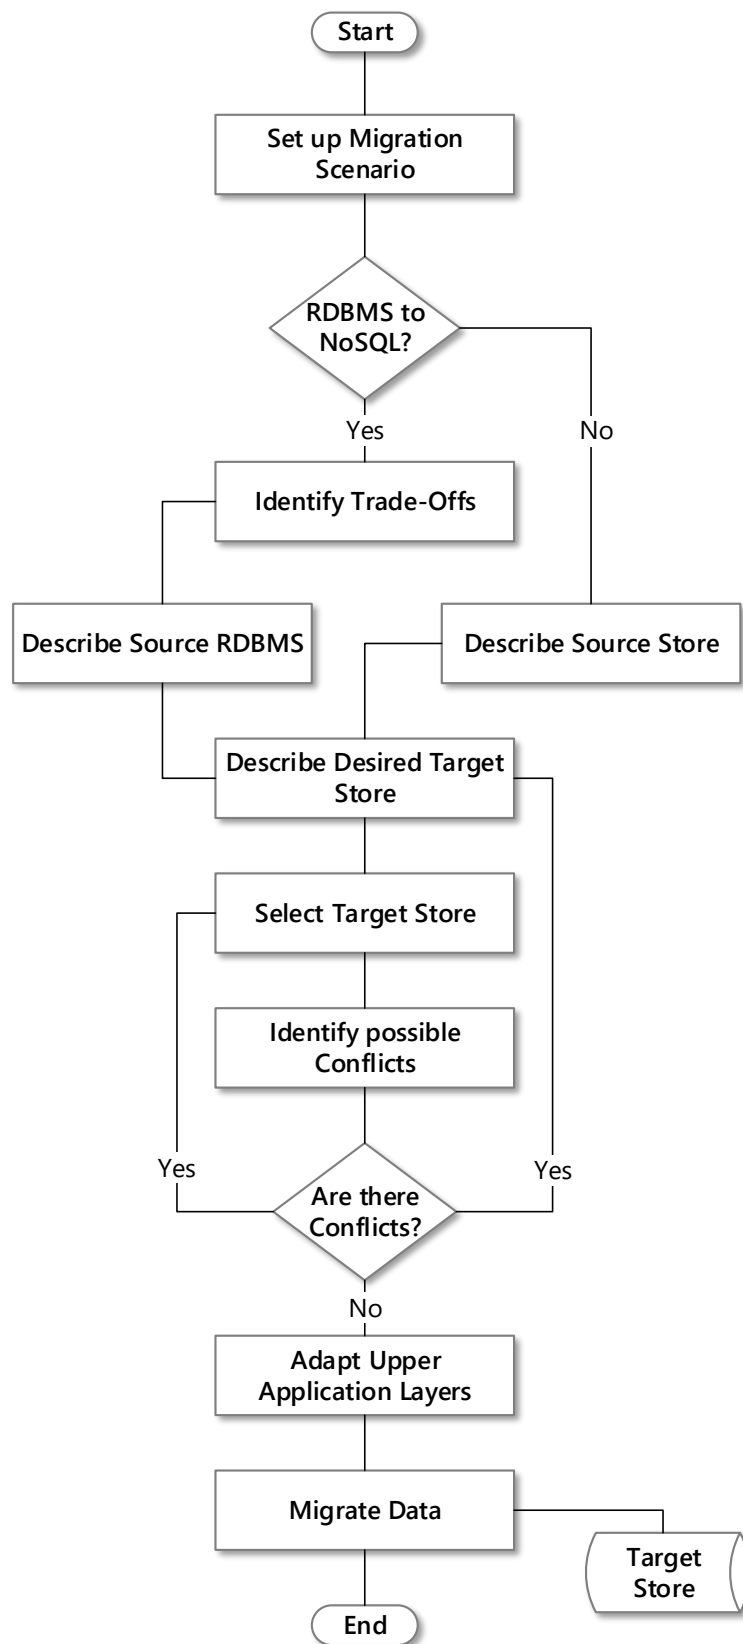 Start
Set up Migration
Scenario
RDBMS to
NoSQL?
Yes
No
Identify Trade-Offs
Describe Source RDBMS
Describe Source Store
Describe Desired Target
Store
Select Target Store
Identify possible
Conflicts
Yes
Yes
Are there
Conflicts?
No
Adapt Upper
Application Layers
Migrate Data
Target
Store
End